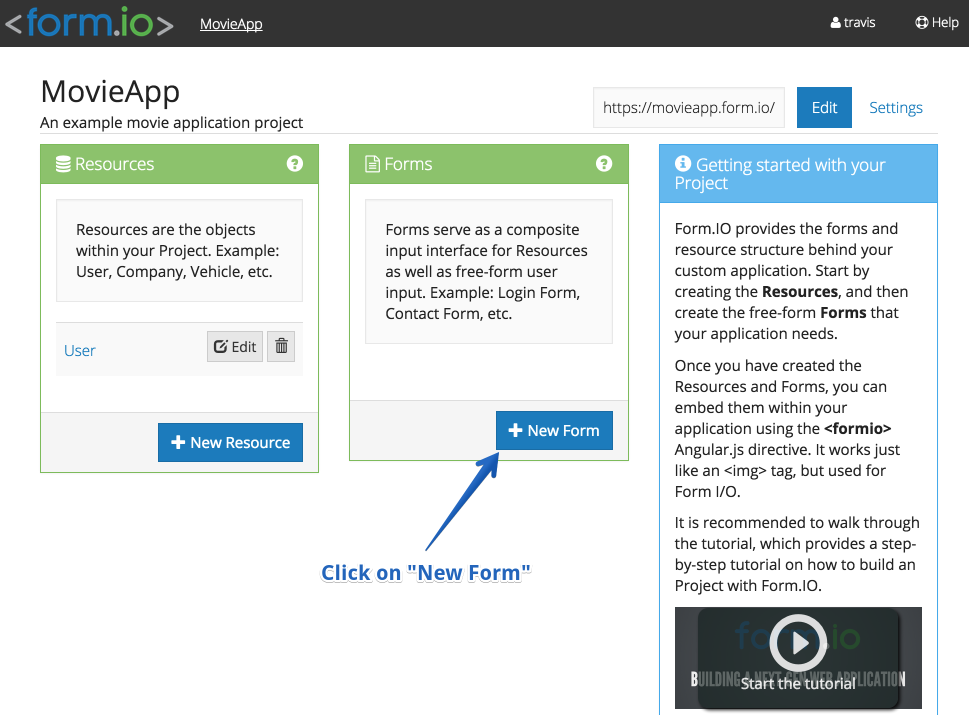 <form.io>
MovieApp
travis
Help
MovieApp
An example movie application project
https://movieapp.form.io/
Edit
Settings
Resources
Resources are the objects
within your Project. Example:
User, Company, Vehicle, etc.
User
Edit
New Resource
Forms
Forms serve as a composite
input interface for Resources
as well as free-form user
input. Example: Login Form,
Contact Form, etc.
New Form
Click on "New Form"
Getting started with your
Project
Form.IO provides the forms and
resource structure behind your
custom application. Start by
creating the Resources, and then
create the free-form Forms that
your application needs.
Once you have created the
Resources and Forms, you can
embed them within your
application using the <formio>
Angular.js directive. It works just
like an <img> tag, but used for
Form I/O.
It is recommended to walk through
the tutorial, which provides a step-
by-step tutorial on how to build an
Project with Form.IO.
form.io
BUILDING A NEXT-GEN WEB APPLICATION
Start the tutorial